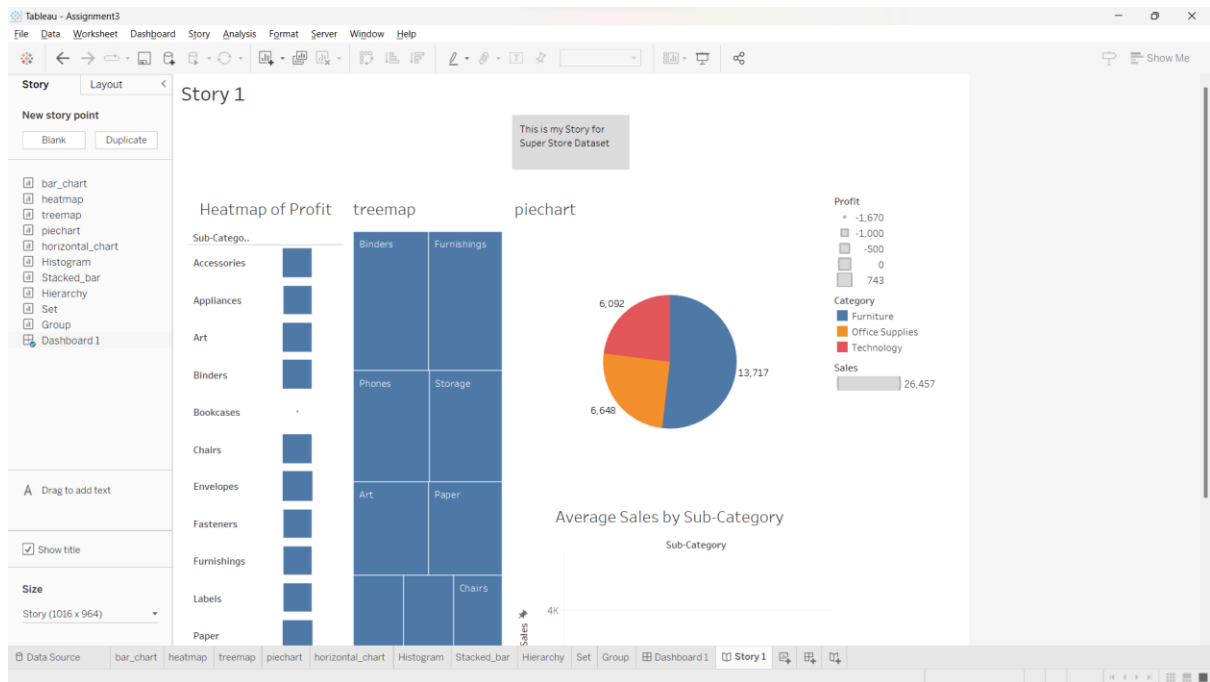 Tableau - Assignment3
File Data Worksheet Dashboard Story Analysis Format Server Window Help
Show Me
Story Layout
New story point
Blank Duplicate
bar_chart
heatmap
treemap
piechart
horizontal_chart
Histogram
Stacked_bar
Hierarchy
Set
Group
Dashboard 1
A Drag to add text
Show title
Size
Story (1016 x 964)
Story 1
This is my Story for
Super Store Dataset
Heatmap of Profit
Sub-Catego..
Accessories
Appliances
Art
Binders
Bookcases
Chairs
Envelopes
Fasteners
Furnishings
Labels
Paper
treemap
Binders Furnishings
Phones Storage
Art Paper
Chairs
piechart
6,092
13,717
6,648
Profit
-1,670
-1,000
-500
0
743
Category
Furniture
Office Supplies
Technology
Sales
26,457
Average Sales by Sub-Category
Sub-Category
4K
Sales
Data Source bar_chart heatmap treemap piechart horizontal_chart Histogram Stacked_bar Hierarchy Set Group Dashboard 1 Story 1